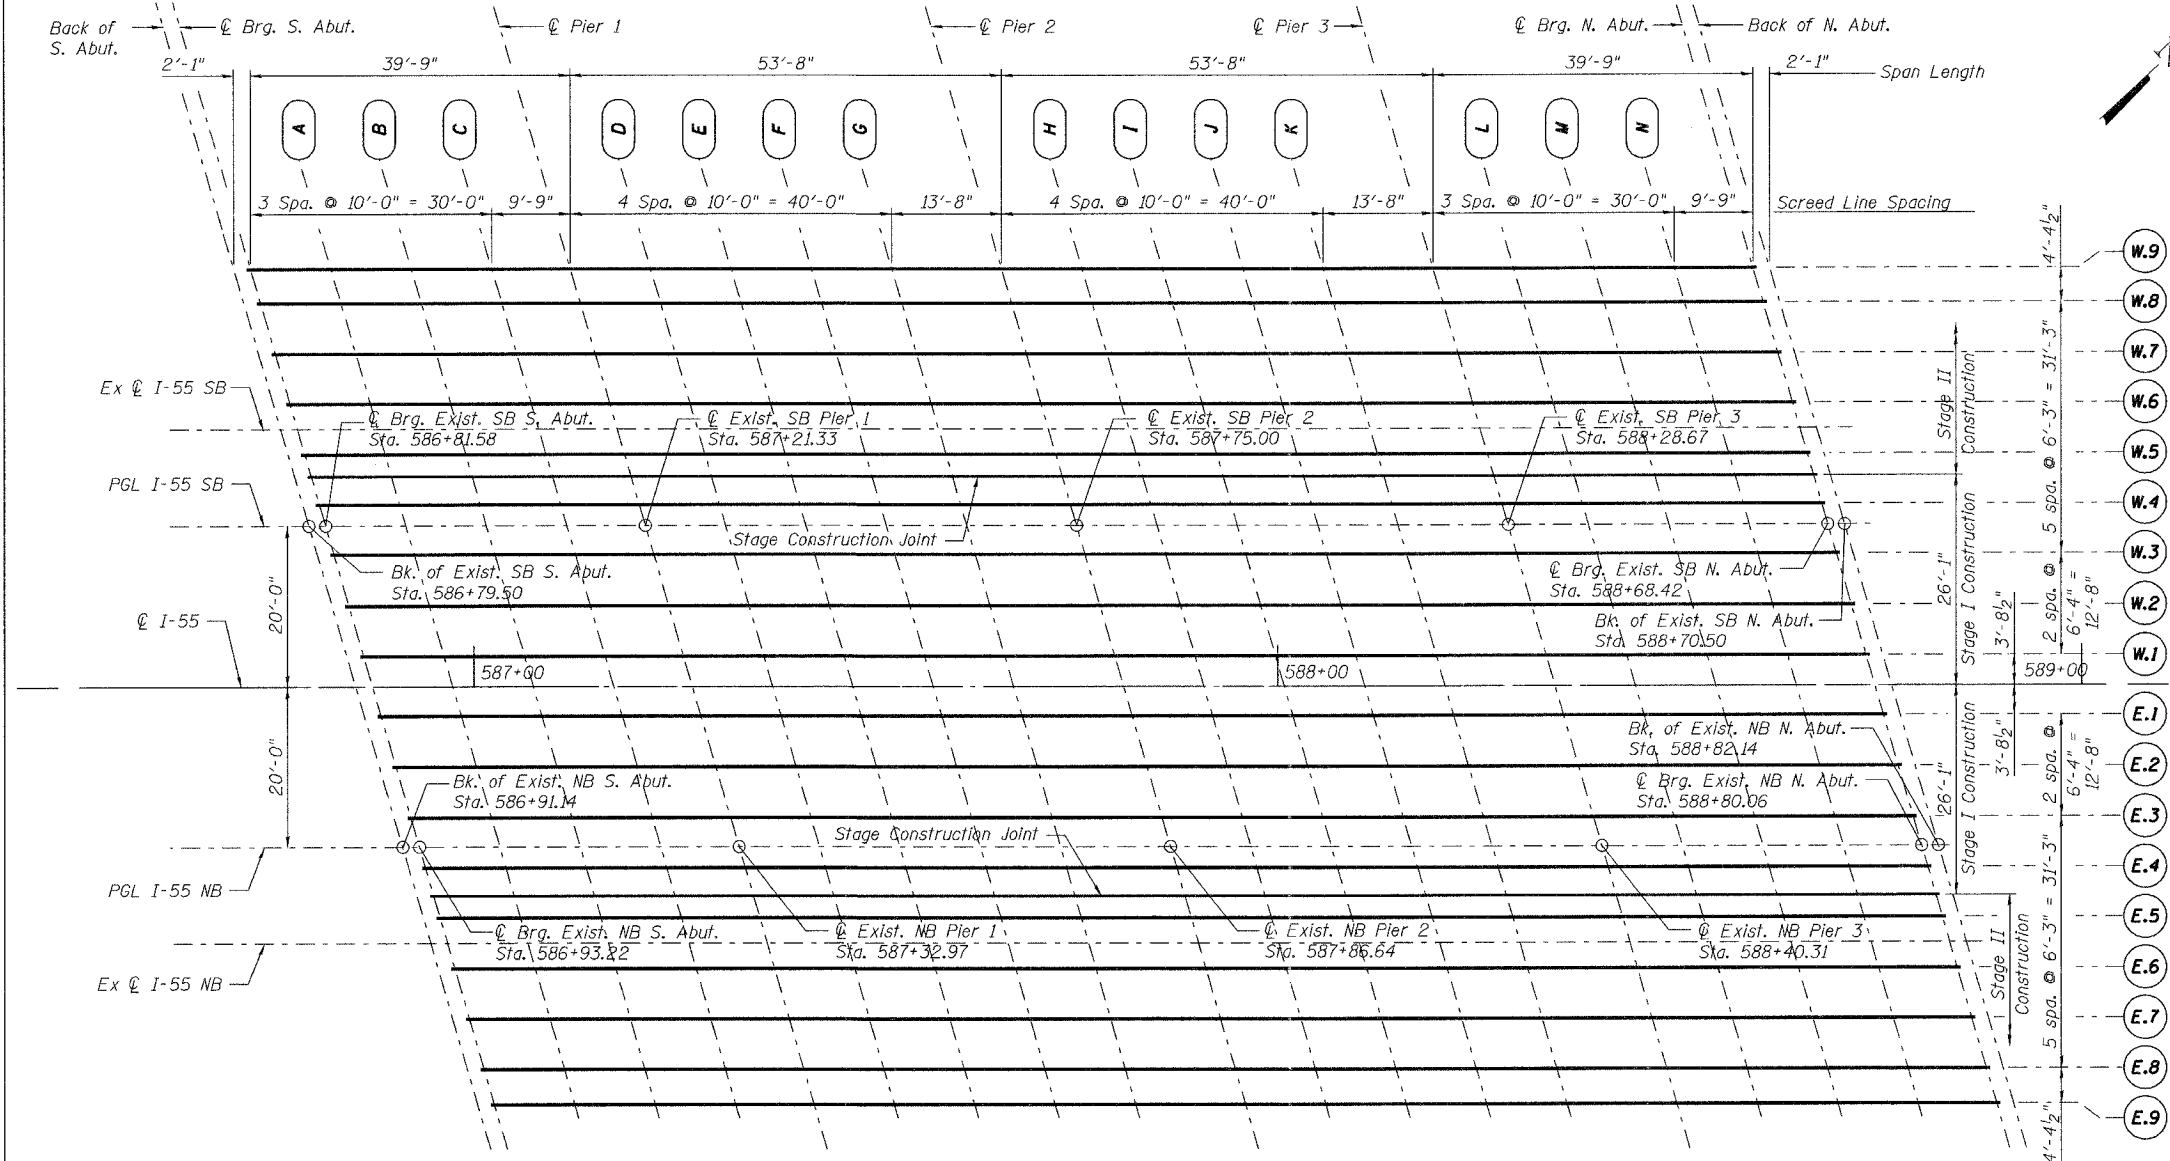 Back of
S. Abut.
℄ Brg. S. Abut.
℄ Pier 1
℄ Pier 2
℄ Pier 3
℄ Brg. N. Abut.
Back of N. Abut.
2'-1"
39'-9"
53'-8"
53'-8"
39'-9"
2'-1"
Span Length
A
B
C
D
E
F
G
H
I
J
K
L
M
N
3 Spa. @ 10'-0" = 30'-0"
9'-9"
4 Spa. @ 10'-0" = 40'-0"
13'-8"
4 Spa. @ 10'-0" = 40'-0"
13'-8"
3 Spa. @ 10'-0" = 30'-0"
9'-9"
Screed Line Spacing
4'-4½"
W.9
W.8
W.7
W.6
W.5
W.4
W.3
W.2
W.1
5 spa. @ 6'-3" = 31'-3"
Stage II
Construction
Ex ℄ I-55 SB
℄ Brg. Exist. SB S. Abut.
Sta. 586+81.58
℄ Exist. SB Pier 1
Sta. 587+21.33
℄ Exist. SB Pier 2
Sta. 587+75.00
℄ Exist. SB Pier 3
Sta. 588+28.67
PGL I-55 SB
Stage Construction Joint
Bk. of Exist. SB S. Abut.
Sta. 586+79.50
℄ Brg. Exist. SB N. Abut.
Sta. 588+68.42
Bk. of Exist. SB N. Abut.
Sta. 588+70.50
20'-0"
26'-1"
Stage I Construction
3'-8½"
2 spa. @
6'-4" =
12'-8"
℄ I-55
587+00
588+00
589+00
20'-0"
E.1
E.2
E.3
E.4
E.5
E.6
E.7
E.8
E.9
3'-8½"
2 spa. @
6'-4" =
12'-8"
26'-1"
Stage I Construction
Bk. of Exist. NB N. Abut.
Sta. 588+82.14
℄ Brg. Exist. NB N. Abut.
Sta. 588+80.06
Bk. of Exist. NB S. Abut.
Sta. 586+91.14
Stage Construction Joint
PGL I-55 NB
℄ Brg. Exist. NB S. Abut.
Sta. 586+93.22
℄ Exist. NB Pier 1
Sta. 587+32.97
℄ Exist. NB Pier 2
Sta. 587+86.64
℄ Exist. NB Pier 3
Sta. 588+40.31
Ex ℄ I-55 NB
Stage II
Construction
5 spa. @ 6'-3" = 31'-3"
4'-4½"